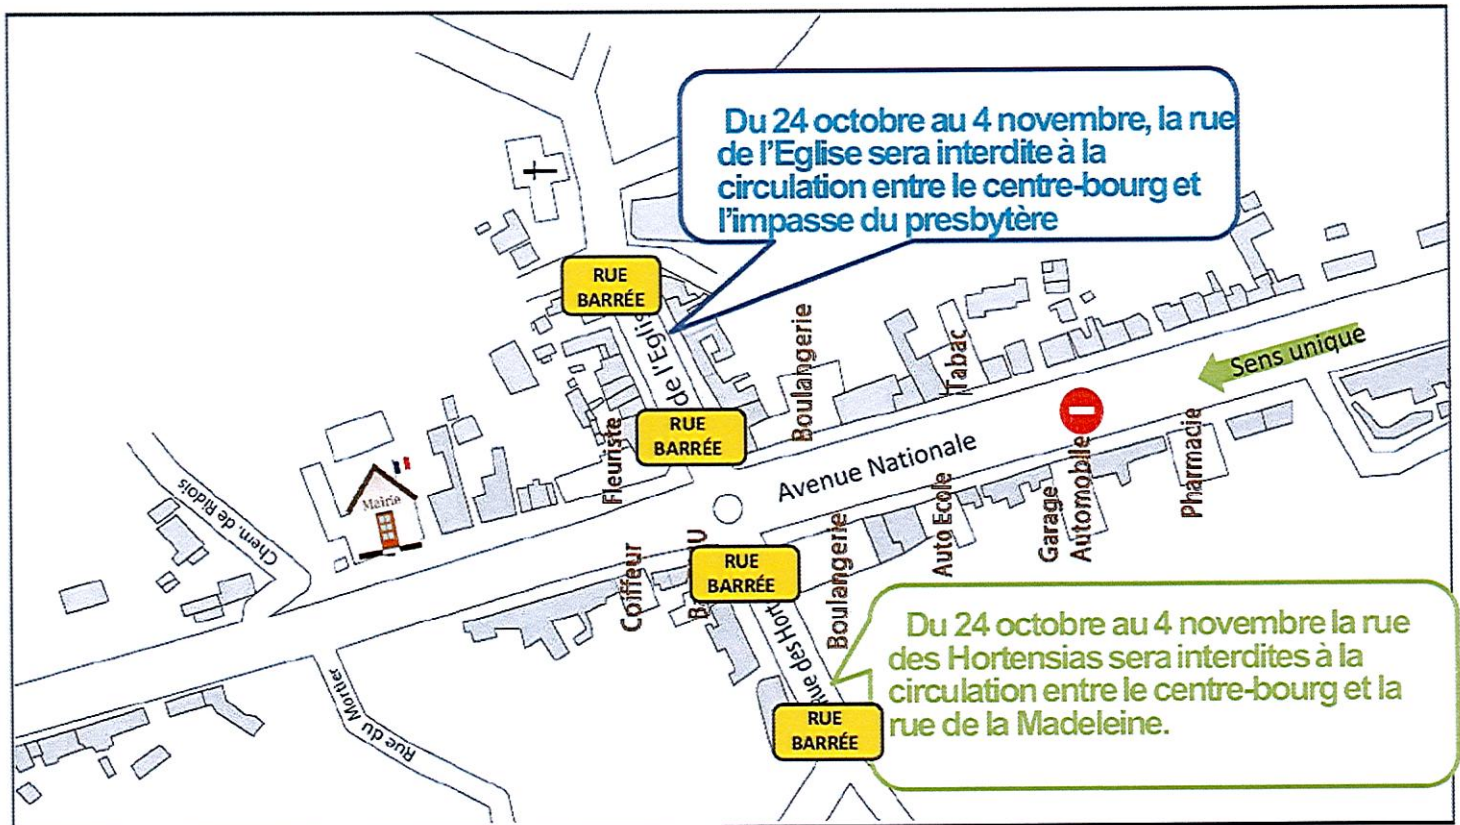 Du 24 octobre au 4 novembre, la rue
de l'Eglise sera interdite à la
circulation entre le centre-bourg et
l'impasse du presbytère
RUE
BARRÉE
de l'Eglis
Boulangerie
Tabac
Sens unique
RUE
BARRÉE
Fleuriste
Avenue Nationale
Pharmacie
Garage
Automobile
Auto Ecole
Mairie
Chem. de Ridois
Coiffeur
RUE
BARRÉE
Boulangerie
Rue des Hort
Rue du Mortier
RUE
BARRÉE
Du 24 octobre au 4 novembre la rue
des Hortensias sera interdites à la
circulation entre le centre-bourg et la
rue de la Madeleine.